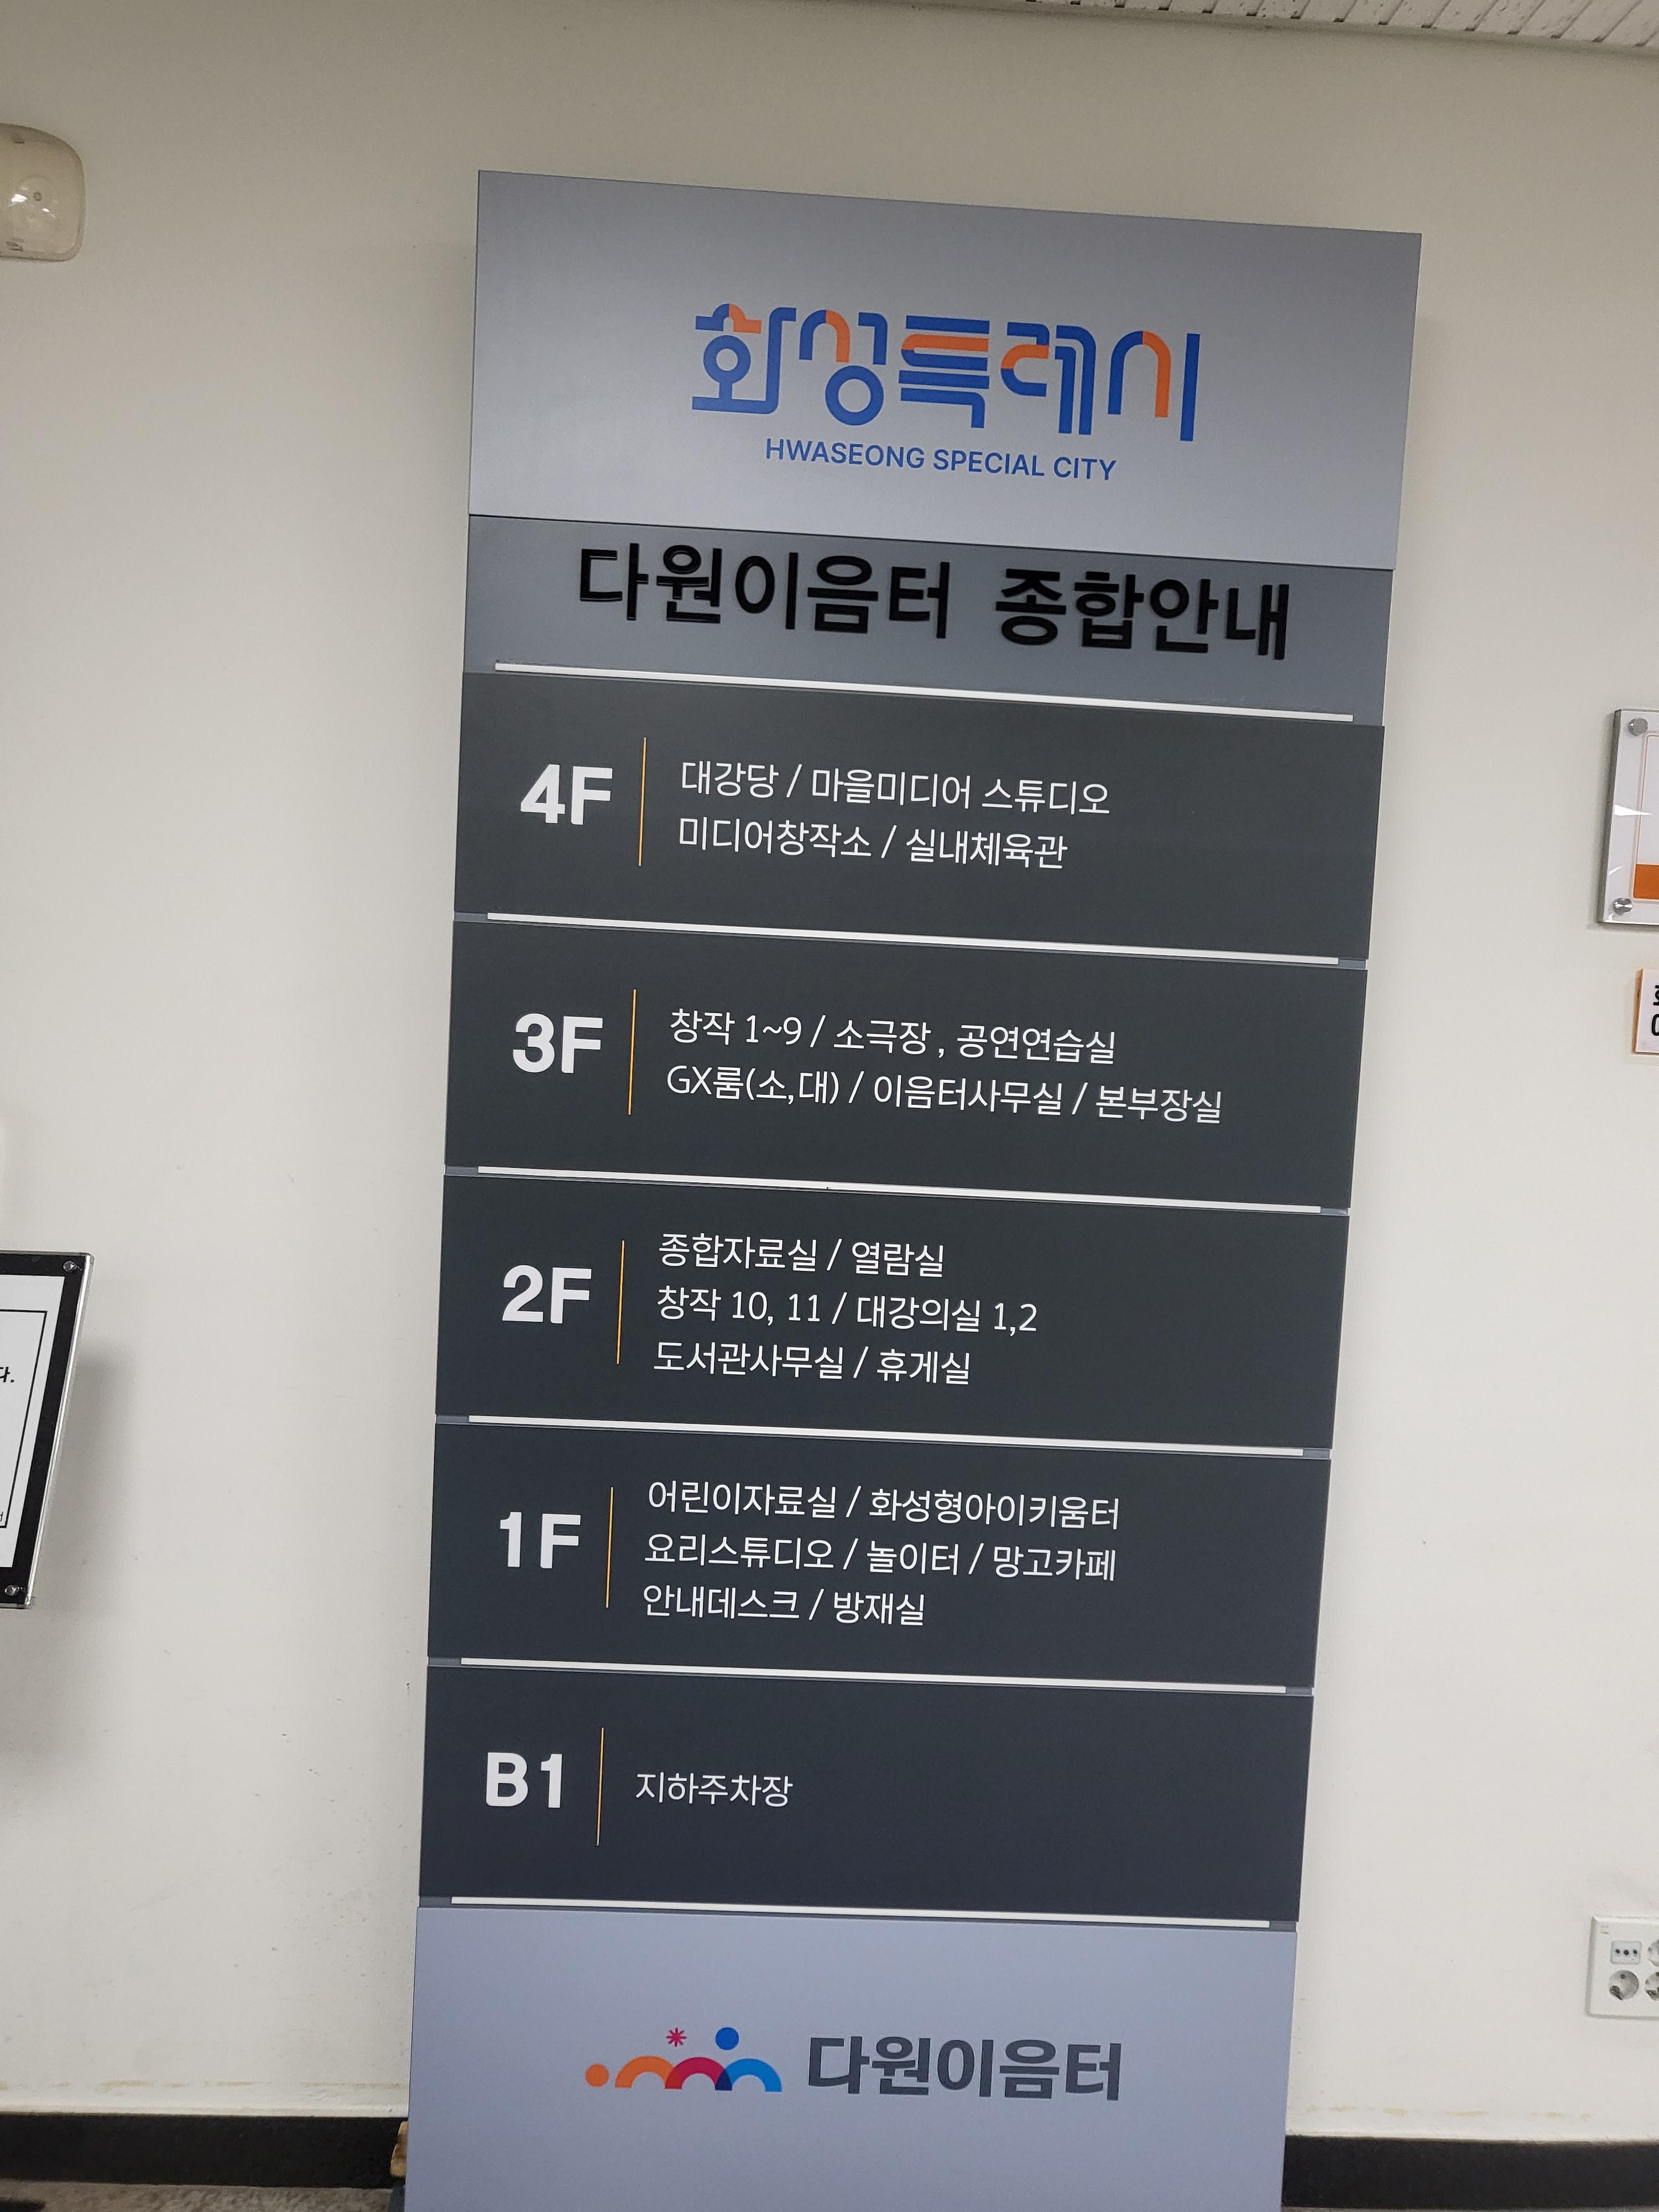 화성특례시
HWASEONG SPECIAL CITY
다원이음터 종합안내
4F
대강당 / 마을미디어 스튜디오
미디어창작소 / 실내체육관
3F
창작 1~9 / 소극장 , 공연연습실
GX룸(소,대) / 이음터사무실 / 본부장실
2F
종합자료실 / 열람실
창작 10, 11 / 대강의실 1,2
도서관사무실 / 휴게실
1F
어린이자료실 / 화성형아이키움터
요리스튜디오 / 놀이터 / 망고카페
안내데스크 / 방재실
B1
지하주차장
다원이음터
다.